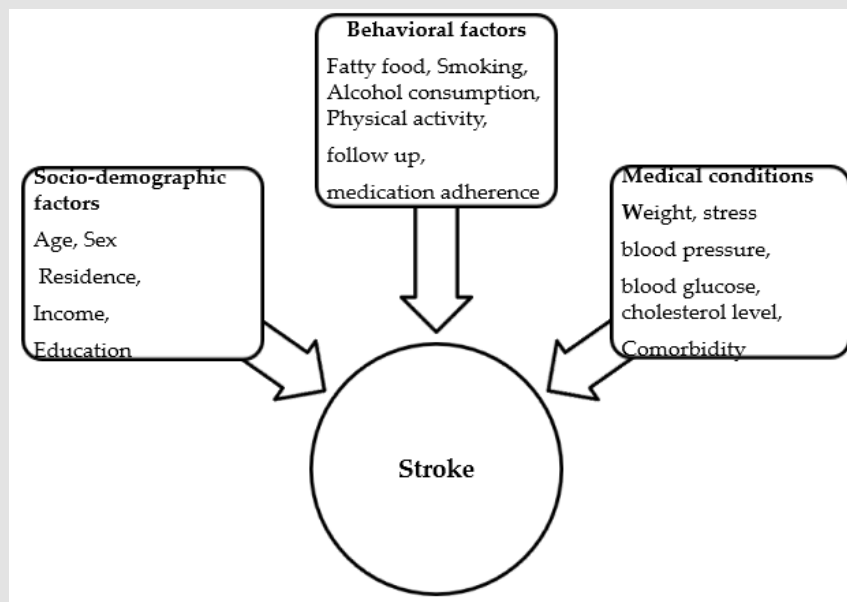 Behavioral factors
Fatty food, Smoking,
Alcohol consumption,
Physical activity,
follow up,
medication adherence
Socio-demographic
factors
Age, Sex
Residence,
Income,
Education
Medical conditions
Weight, stress
blood pressure,
blood glucose,
cholesterol level,
Comorbidity
Stroke